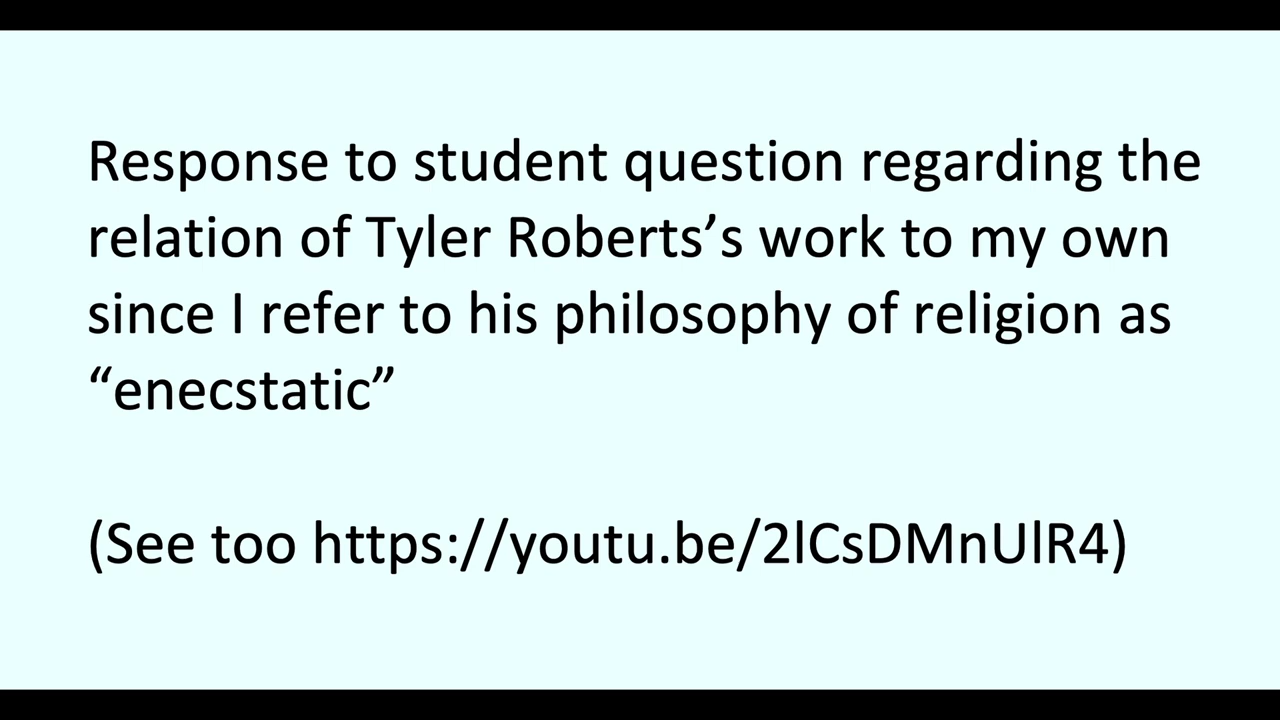 Response to student question regarding the
relation of Tyler Roberts’s work to my own
since I refer to his philosophy of religion as
“enecstatic”
(See too https://youtu.be/2lCsDMnUlR4)